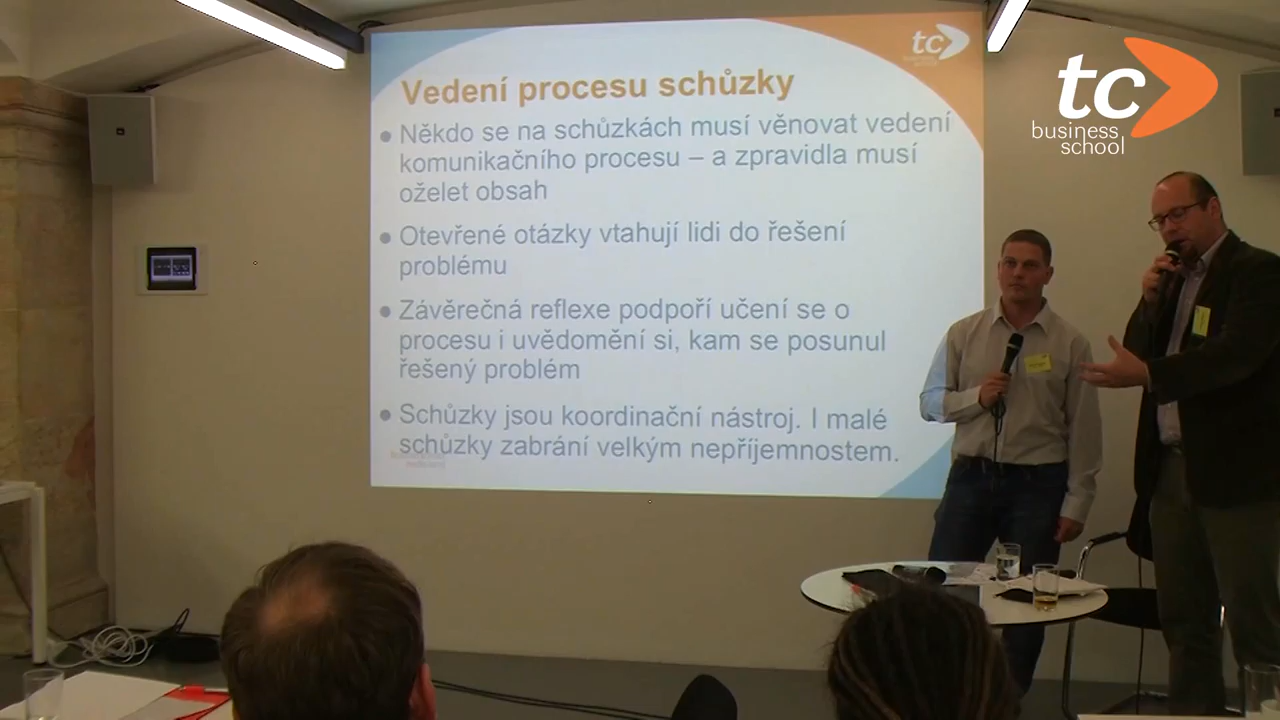 tc
business
school
Vedení procesu schůzky
● Někdo se na schůzkách musí věnovat vedení
komunikačního procesu – a zpravidla musí
oželet obsah
● Otevřené otázky vtahují lidi do řešení
problému
● Závěrečná reflexe podpoří učení se o
procesu i uvědomění si, kam se posunul
řešený problém
● Schůzky jsou koordinační nástroj. I malé
schůzky zabrání velkým nepříjemnostem.
tc
business
school